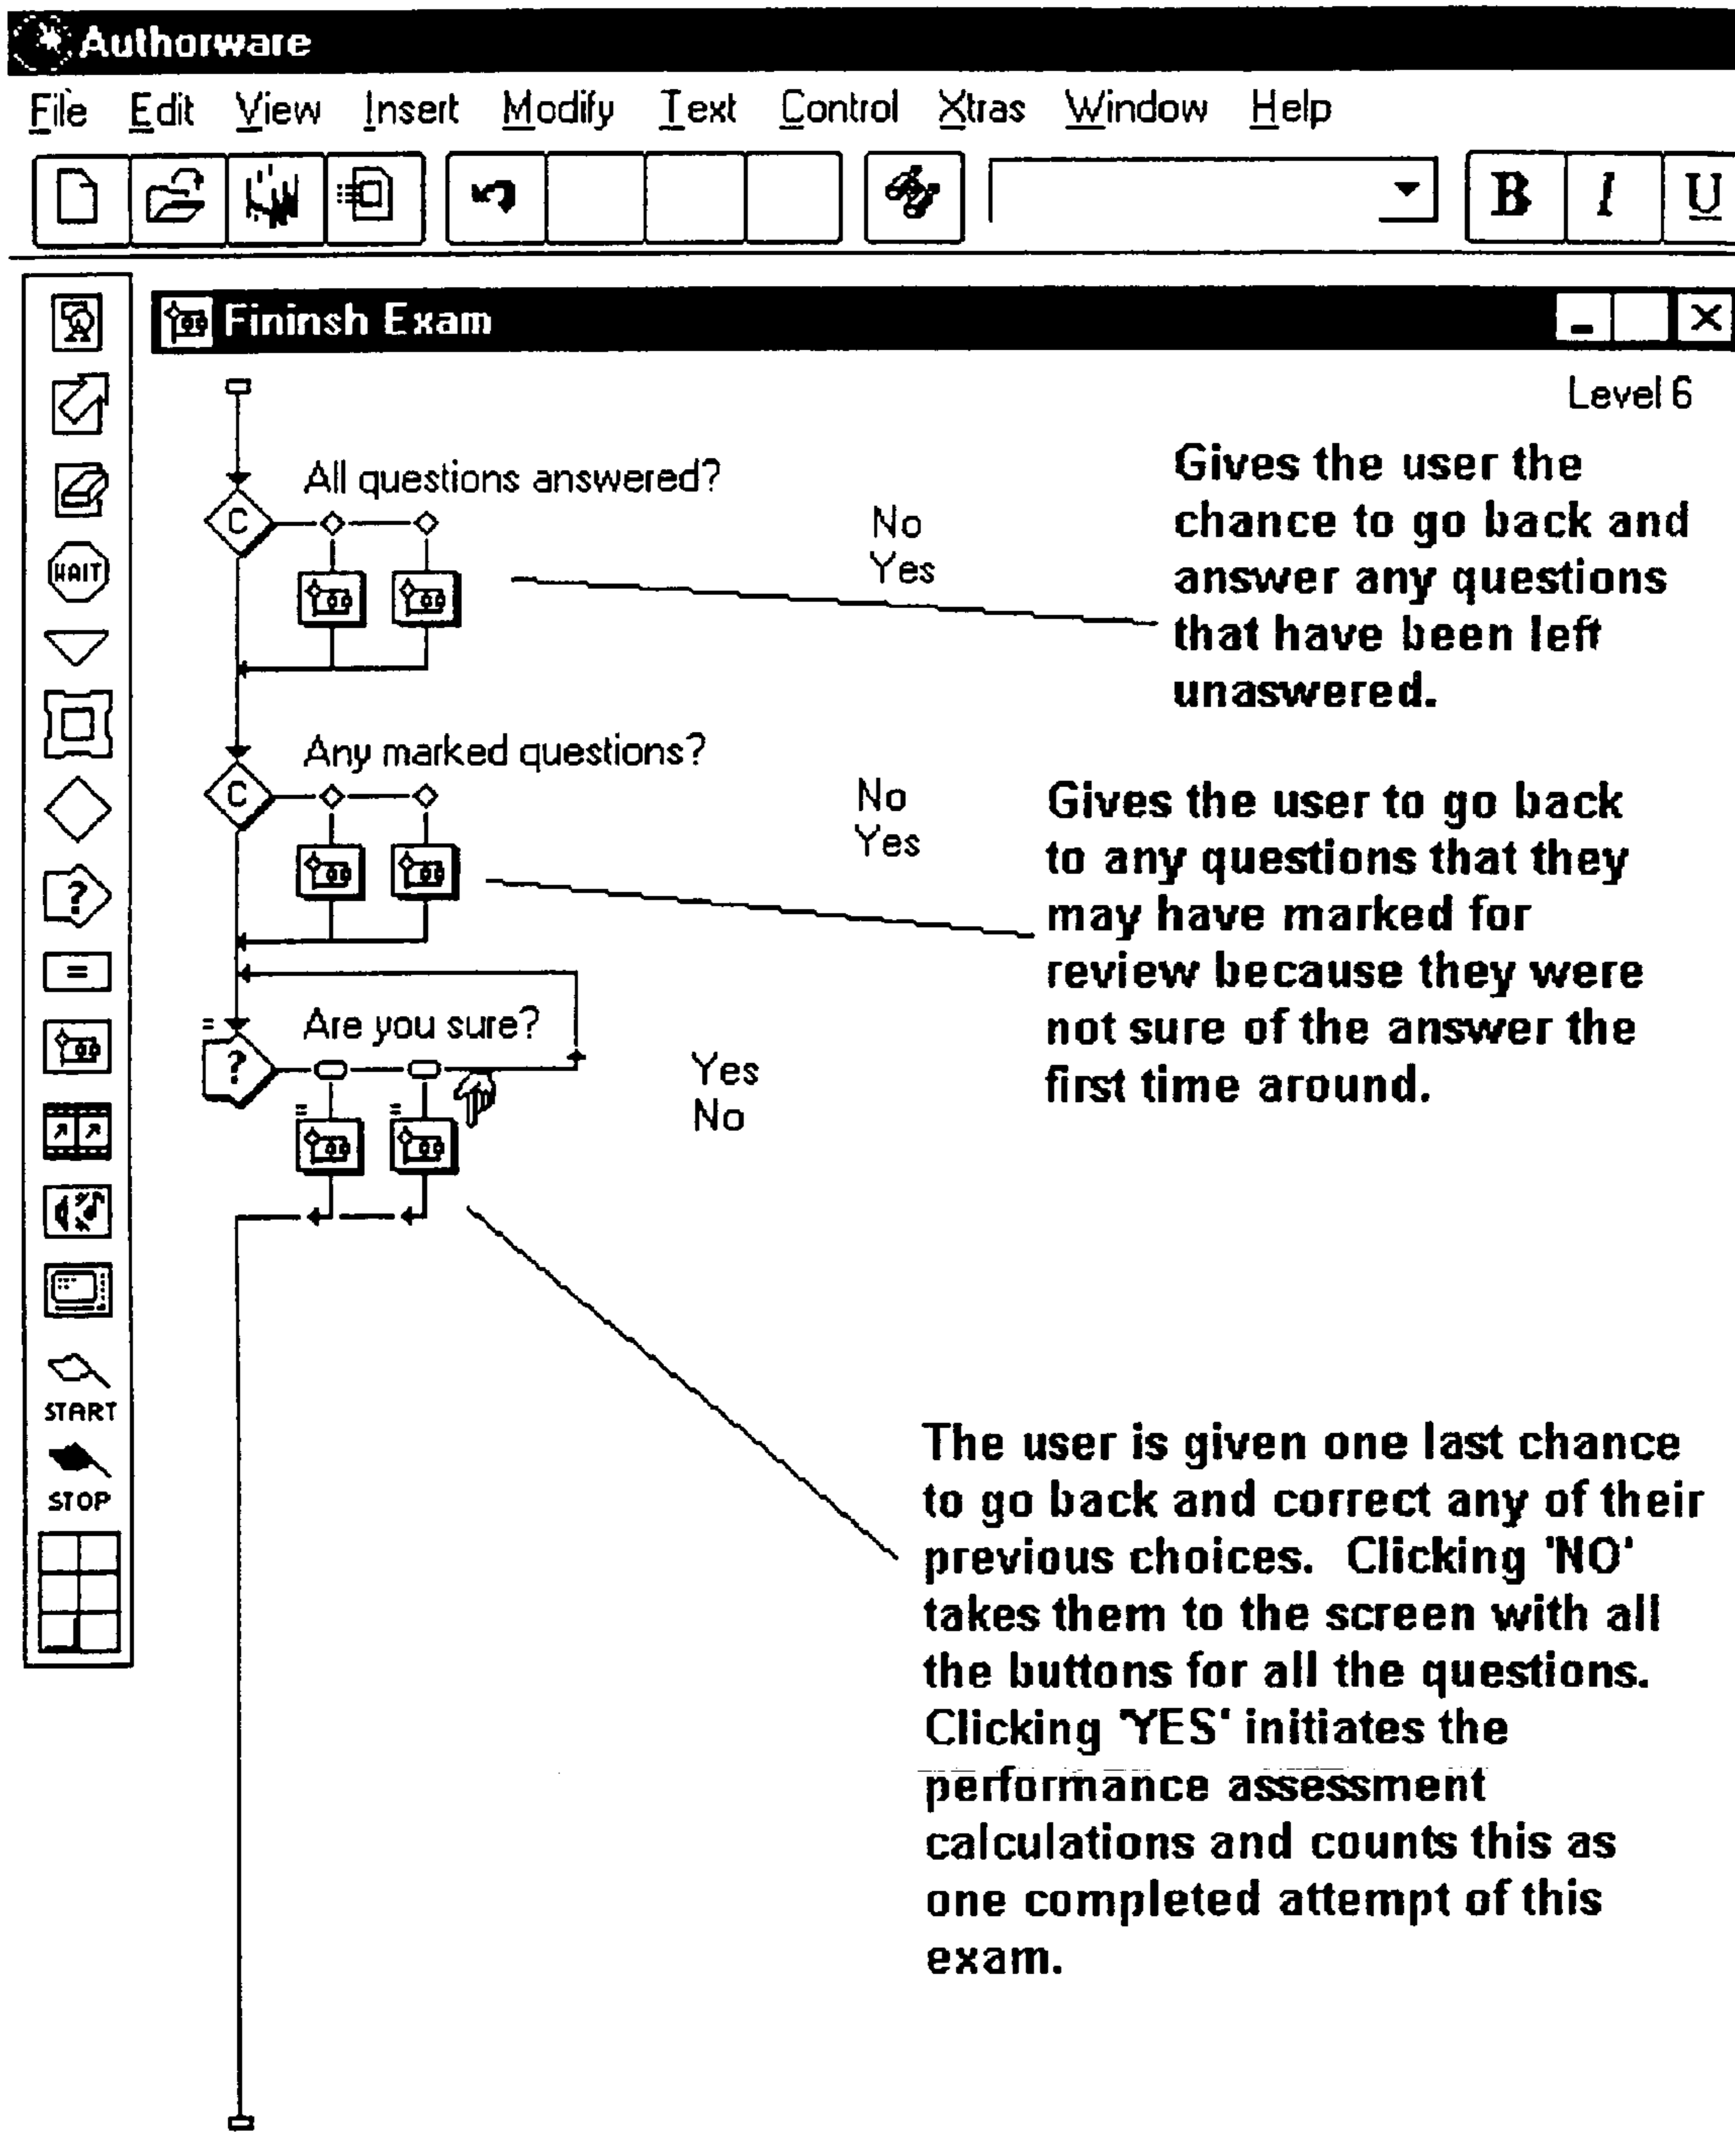 Authorware
File Edit View Insert Modify Text Control Xtras Window Help
B I U
Fininsh Exam
Level 6
All questions answered?
C
No
Yes
Gives the user the
chance to go back and
answer any questions
that have been left
unaswered.
Any marked questions?
C
No
Yes
Gives the user to go back
to any questions that they
may have marked for
review because they were
not sure of the answer the
first time around.
= Are you sure?
?
Yes
No
= =
The user is given one last chance
to go back and correct any of their
previous choices. Clicking 'NO'
takes them to the screen with all
the buttons for all the questions.
Clicking 'YES' initiates the
performance assessment
calculations and counts this as
one completed attempt of this
exam.
A
WAIT
?
=
START
STOP